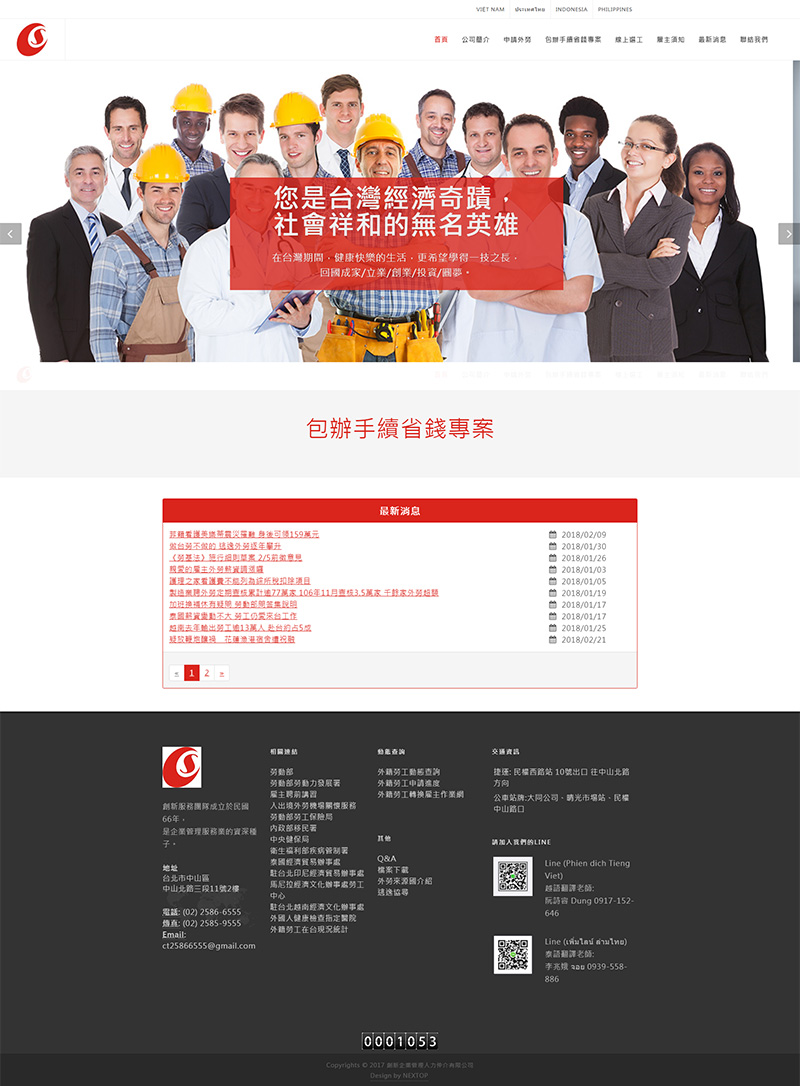 VIỆT NAM ประเทศไทย INDONESIA PHILIPPINES
首頁 公司簡介 申請外勞 包辦手續省錢專案 線上選工 雇主須知 最新消息 聯絡我們
您是台灣經濟奇蹟，
社會祥和的無名英雄
在台灣期間，健康快樂的生活，更希望學得一技之長，
回國成家/立業/創業/投資/圓夢。
包辦手續省錢專案
最新消息
菲籍看護美樂蒂震災罹難 身後可領159萬元 2018/02/09
做台勞不做的 逃逸外勞逐年攀升 2018/01/30
《勞基法》施行細則草案 2/5前徵意見 2018/01/26
親愛的雇主外勞薪資調漲囉 2018/01/03
護理之家看護費不能列為綜所稅扣除項目 2018/01/05
製造業聘外勞定期查核累計逾77萬家 106年11月查核3.5萬家 千餘家外勞超額 2018/01/19
加班換補休有疑問 勞動部問答集說明 2018/01/17
泰國薪資變動不大 勞工仍愛來台工作 2018/01/17
越南去年輸出勞工逾13萬人 赴台約占5成 2018/01/25
疑放鞭炮釀禍 花蓮漁港宿舍遭祝融 2018/02/21
« 1 2 »
創新服務團隊成立於民國
66年，
是企業管理服務業的資深種
子。
地址
台北市中山區
中山北路三段11號2樓
電話: (02) 2586-6555
傳真: (02) 2585-9555
Email:
ct25866555@gmail.com
相關連結
勞動部
勞動部勞動力發展署
雇主聘前講習
入出境外勞機場關懷服務
勞動部勞工保險局
內政部移民署
中央健保局
衛生福利部疾病管制署
泰國經濟貿易辦事處
駐台北印尼經濟貿易辦事處
馬尼拉經濟文化辦事處勞工
中心
駐台北越南經濟文化辦事處
外國人健康檢查指定醫院
外籍勞工在台現況統計
動態查詢
外籍勞工動態查詢
外籍勞工申請進度
外籍勞工轉換雇主作業網
其他
Q&A
檔案下載
外勞來源國介紹
逃逸協尋
交通資訊
捷運: 民權西路站 10號出口 往中山北路
方向
公車站牌:大同公司、晴光市場站、民權
中山路口
請加入我們的LINE
Line (Phien dich Tieng
Viet)
越語翻譯老師:
阮詩容 Dung 0917-152-
646
Line (เพิ่มไลน์ ล่ามไทย)
泰語翻譯老師:
李兆娥 จอย 0939-558-
886
0001053
Copyrights © 2017 創新企業管理人力仲介有限公司
Design by NEXTOP